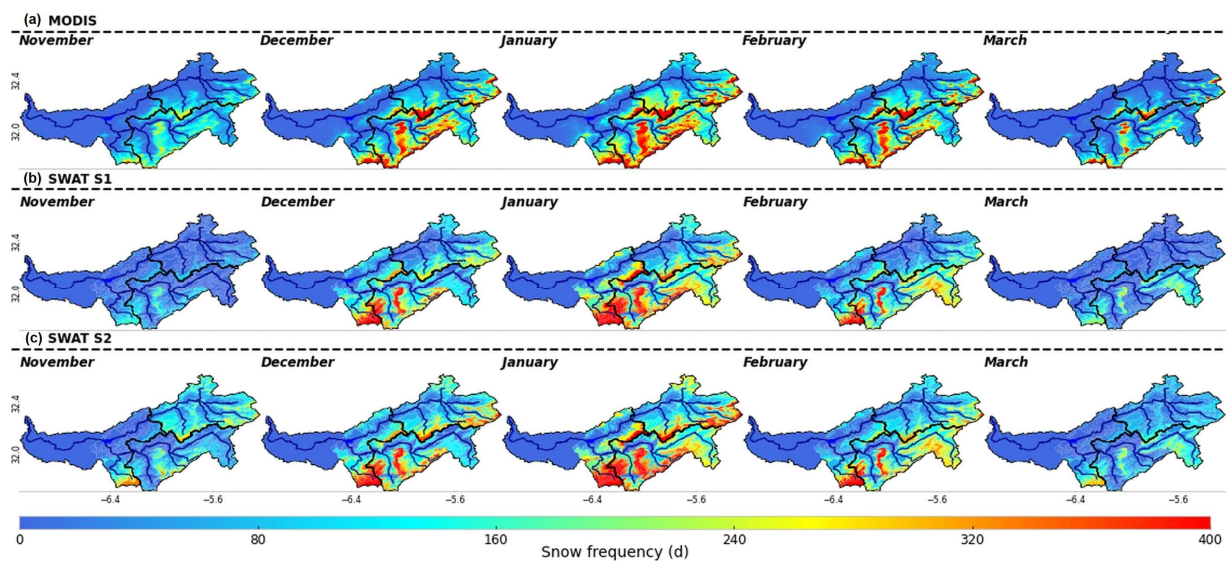 (a) MODIS
November December January February March
32.4
32.0
(b) SWAT S1
November December January February March
32.4
32.0
(c) SWAT S2
November December January February March
32.4
32.0
−6.4 −5.6 −6.4 −5.6 −6.4 −5.6 −6.4 −5.6 −6.4 −5.6
0 80 160 240 320 400
Snow frequency (d)